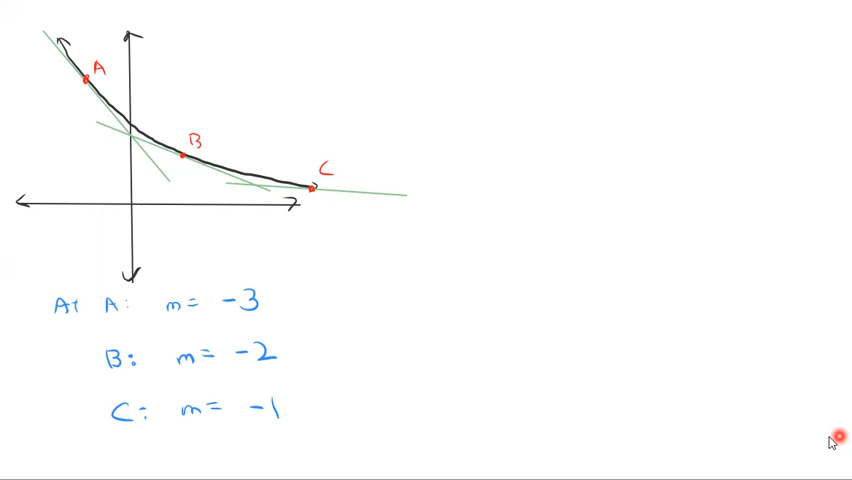 A
B
C
At A: m = -3
B: m = -2
C: m = -1